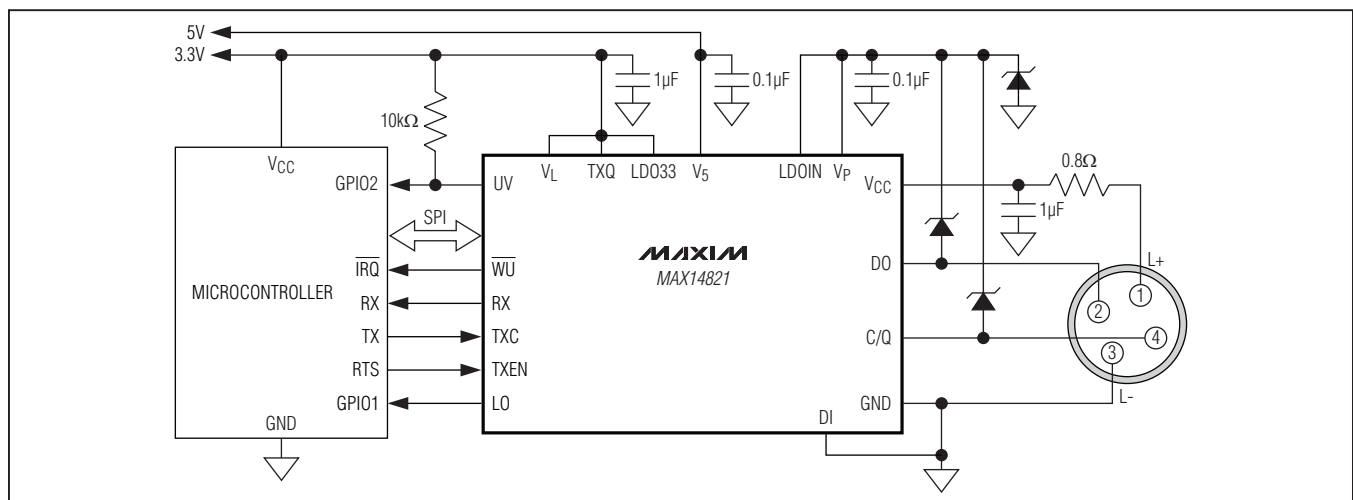 5V
3.3V
1µF
0.1µF
0.1µF
10kΩ
VCC
VL
TXQ
LDO33
V5
LDOIN
VP
VCC
0.8Ω
1µF
GPIO2
UV
SPI
MAXIM
MAX14821
DO
L+
1
2
IRQ
WU
MICROCONTROLLER
RX
RX
TX
TXC
C/Q
4
3
RTS
TXEN
GPIO1
LO
GND
L-
GND
DI